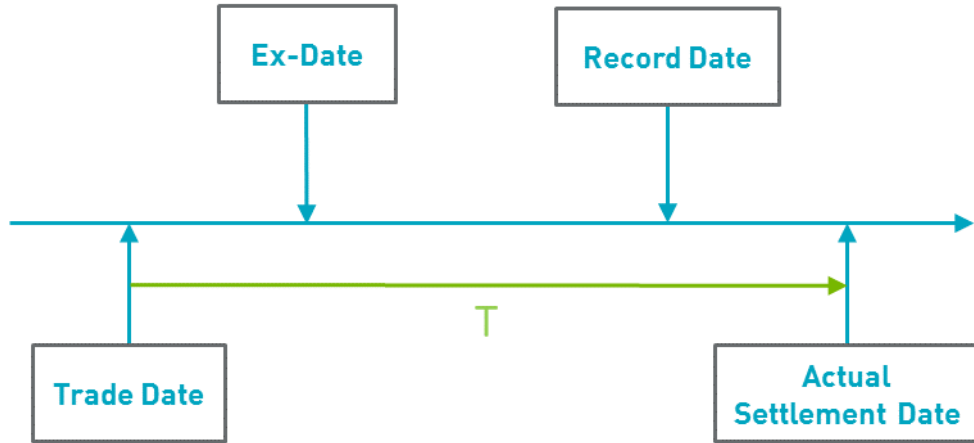 Ex-Date
Record Date
T
Trade Date
Actual
Settlement Date